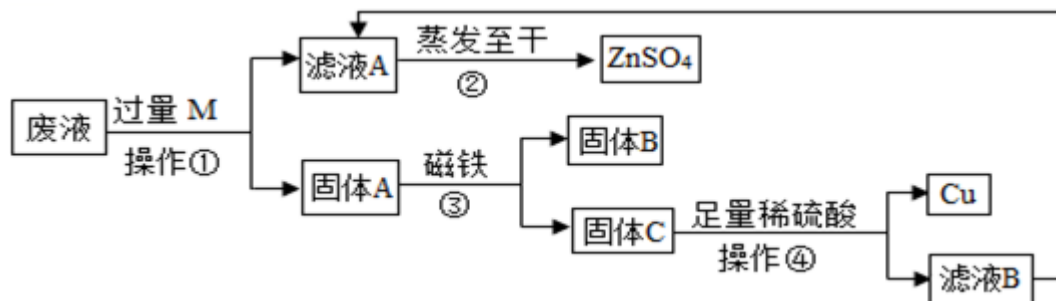 蒸发至干
滤液A
②
ZnSO₄
废液
过量 M
操作①
固体A
磁铁
③
固体B
固体C
足量稀硫酸
操作④
Cu
滤液B